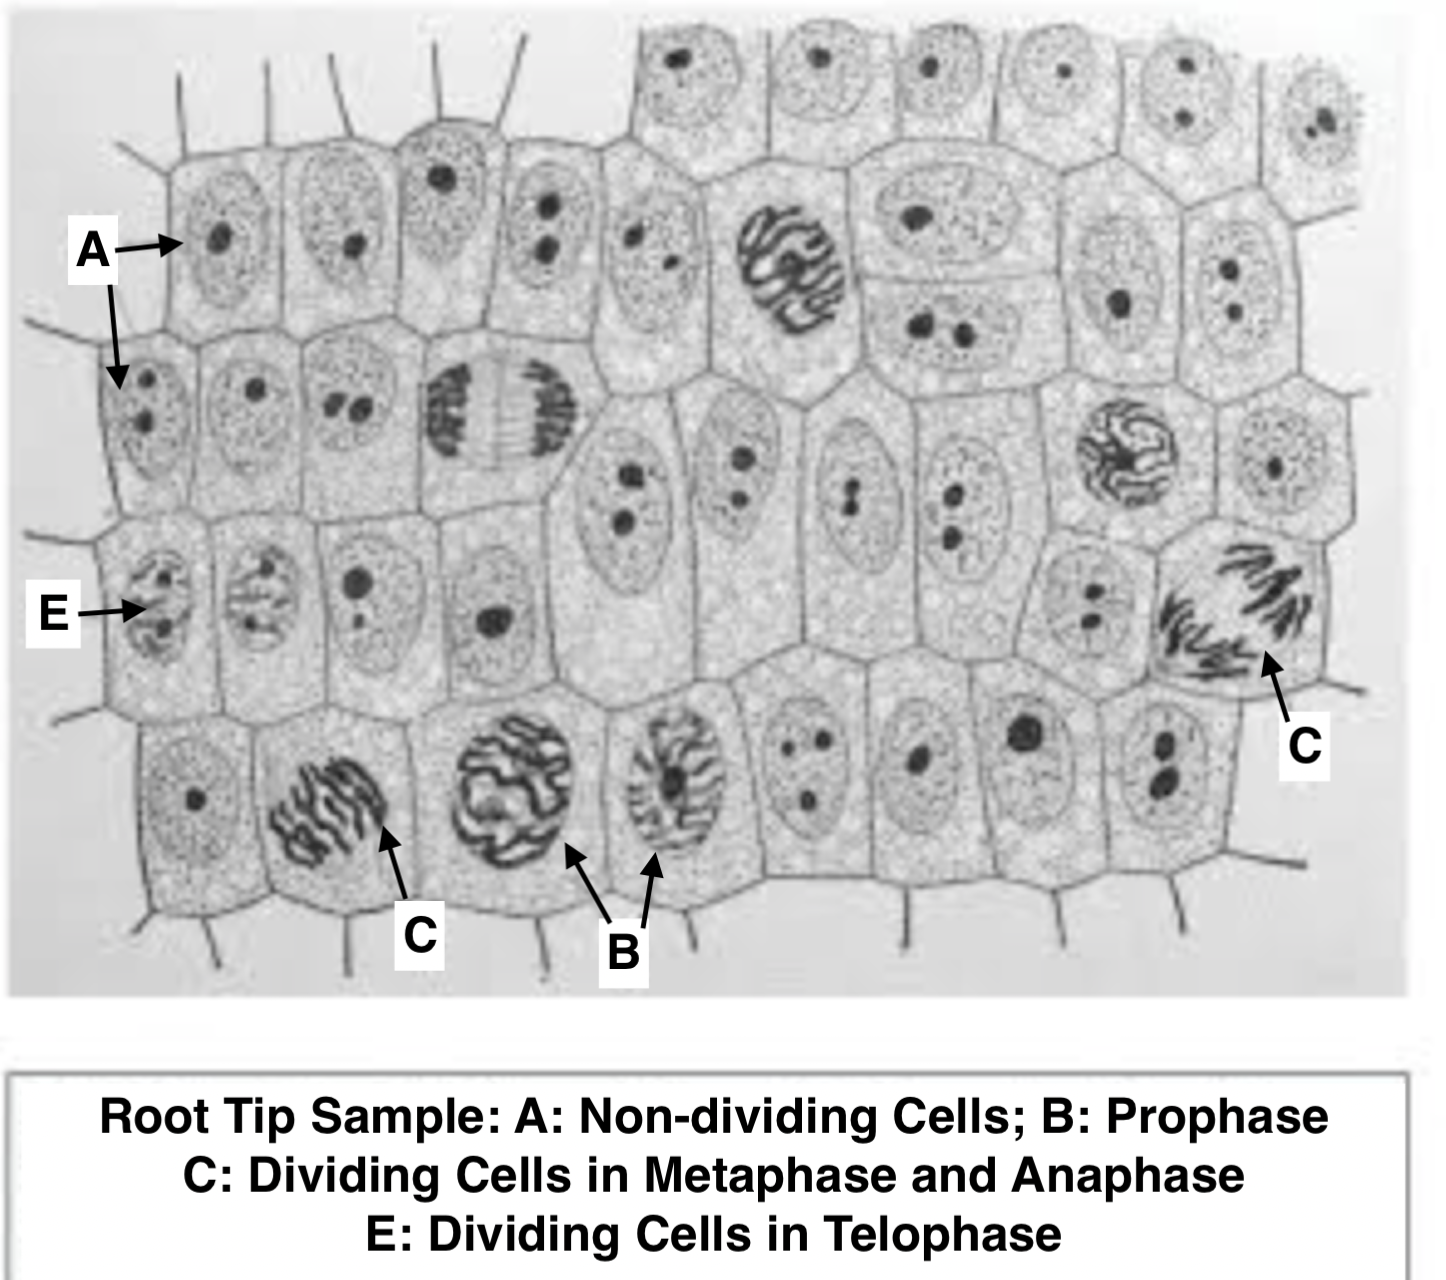 A
E
C
C
B
Root Tip Sample: A: Non-dividing Cells; B: Prophase
C: Dividing Cells in Metaphase and Anaphase
E: Dividing Cells in Telophase